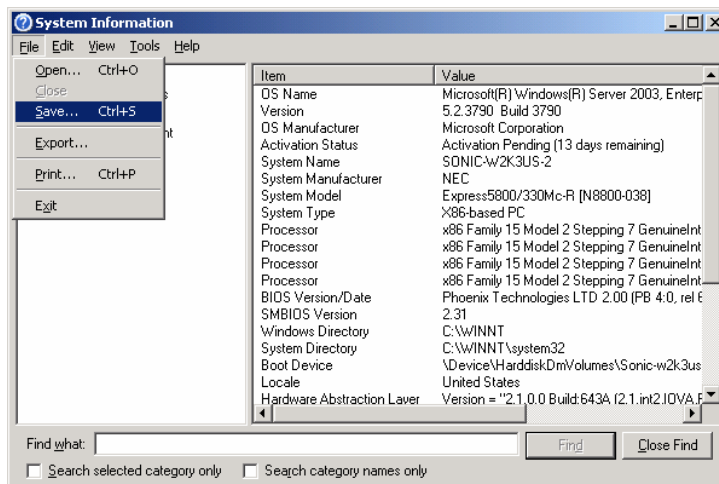 System Information
File Edit View Tools Help
Open... Ctrl+O
Close
Save... Ctrl+S
Export...
Print... Ctrl+P
Exit
Item Value
OS Name Microsoft(R) Windows(R) Server 2003, Enterp
Version 5.2.3790 Build 3790
OS Manufacturer Microsoft Corporation
Activation Status Activation Pending (13 days remaining)
System Name SONIC-W2K3US-2
System Manufacturer NEC
System Model Express5800/330Mc-R [N8800-038]
System Type X86-based PC
Processor x86 Family 15 Model 2 Stepping 7 GenuineInt
Processor x86 Family 15 Model 2 Stepping 7 GenuineInt
Processor x86 Family 15 Model 2 Stepping 7 GenuineInt
Processor x86 Family 15 Model 2 Stepping 7 GenuineInt
BIOS Version/Date Phoenix Technologies LTD 2.00 (PB 4:0, rel 6
SMBIOS Version 2.31
Windows Directory C:\WINNT
System Directory C:\WINNT\system32
Boot Device \Device\HarddiskDmVolumes\Sonic-w2k3us
Locale United States
Hardware Abstraction Layer Version = "2.1.0.0 Build:643A (2.1.int2.IOVA.F
Find what: Find Close Find
Search selected category only Search category names only